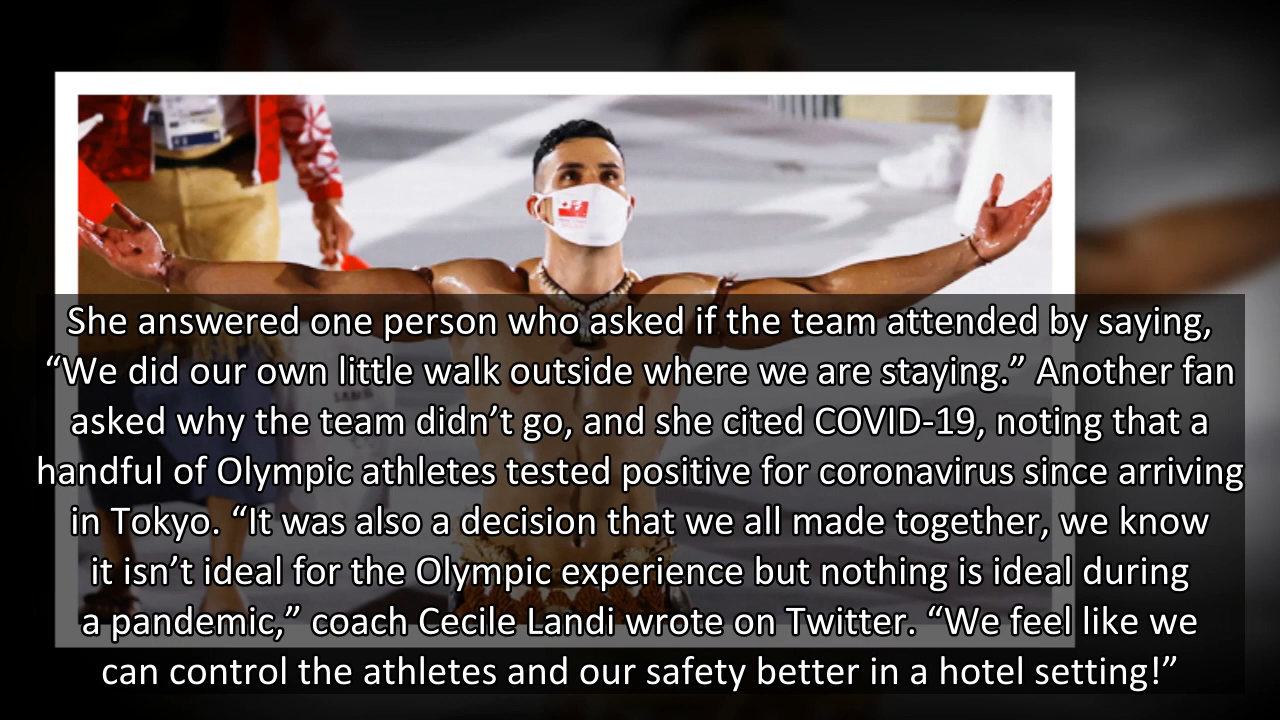 She answered one person who asked if the team attended by saying,
“We did our own little walk outside where we are staying.” Another fan
asked why the team didn’t go, and she cited COVID-19, noting that a
handful of Olympic athletes tested positive for coronavirus since arriving
in Tokyo. “It was also a decision that we all made together, we know
it isn’t ideal for the Olympic experience but nothing is ideal during
a pandemic,” coach Cecile Landi wrote on Twitter. “We feel like we
can control the athletes and our safety better in a hotel setting!”